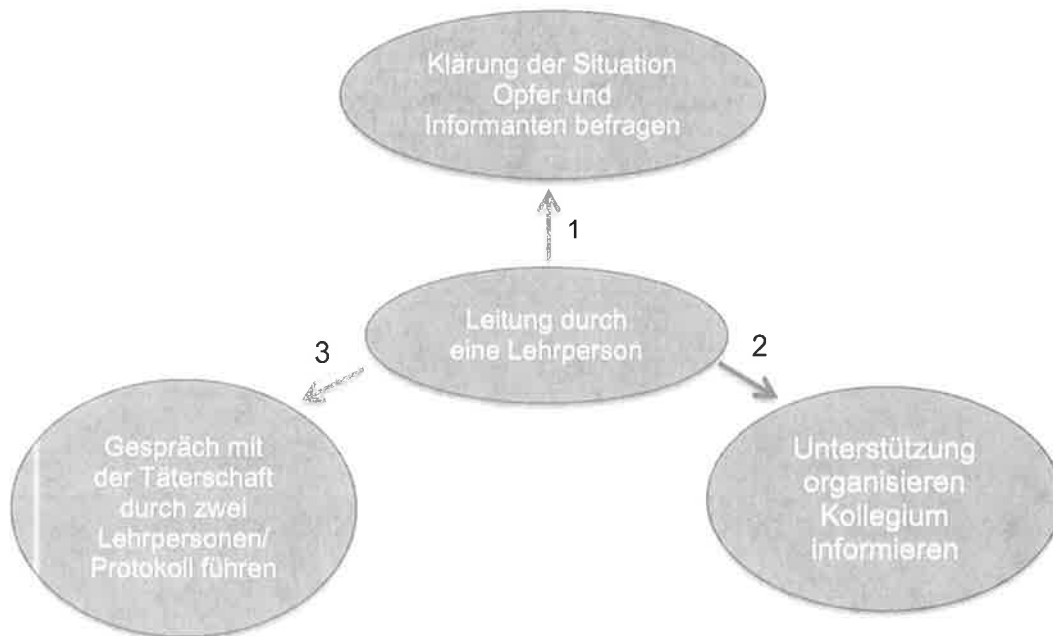 Klärung der Situation
Opfer und
Informanten befragen
1
Leitung durch
eine Lehrperson
2
3
Gespräch mit
der Täterschaft
durch zwei
Lehrpersonen/
Protokoll führen
Unterstützung
organisieren
Kollegium
informieren